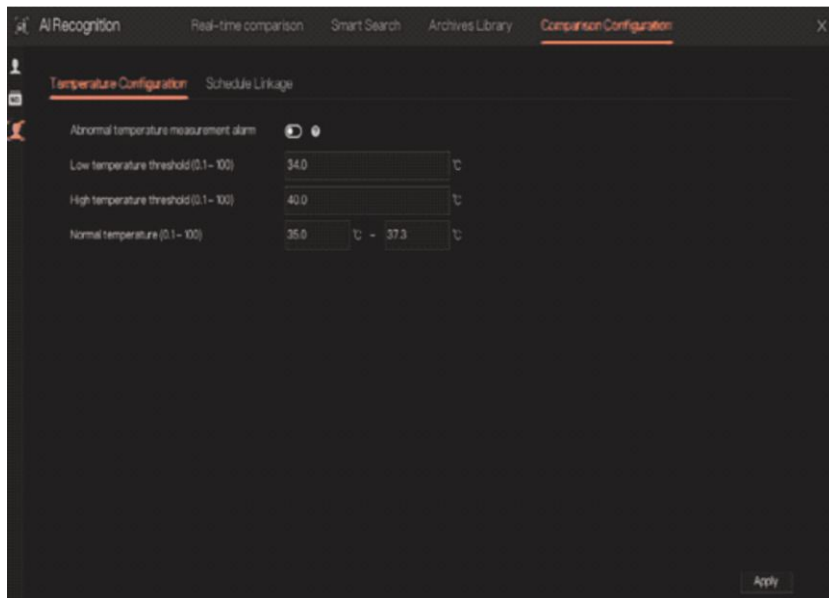 AI Recognition Real-time comparison Smart Search Archives Library Comparison Configuration X
Temperature Configuration Schedule Linkage
Abnormal temperature measurement alarm
Low temperature threshold (0.1~100) 34.0 ℃
High temperature threshold (0.1~100) 40.0 ℃
Normal temperature (0.1~100) 35.0 ℃ ~ 37.3 ℃
Apply